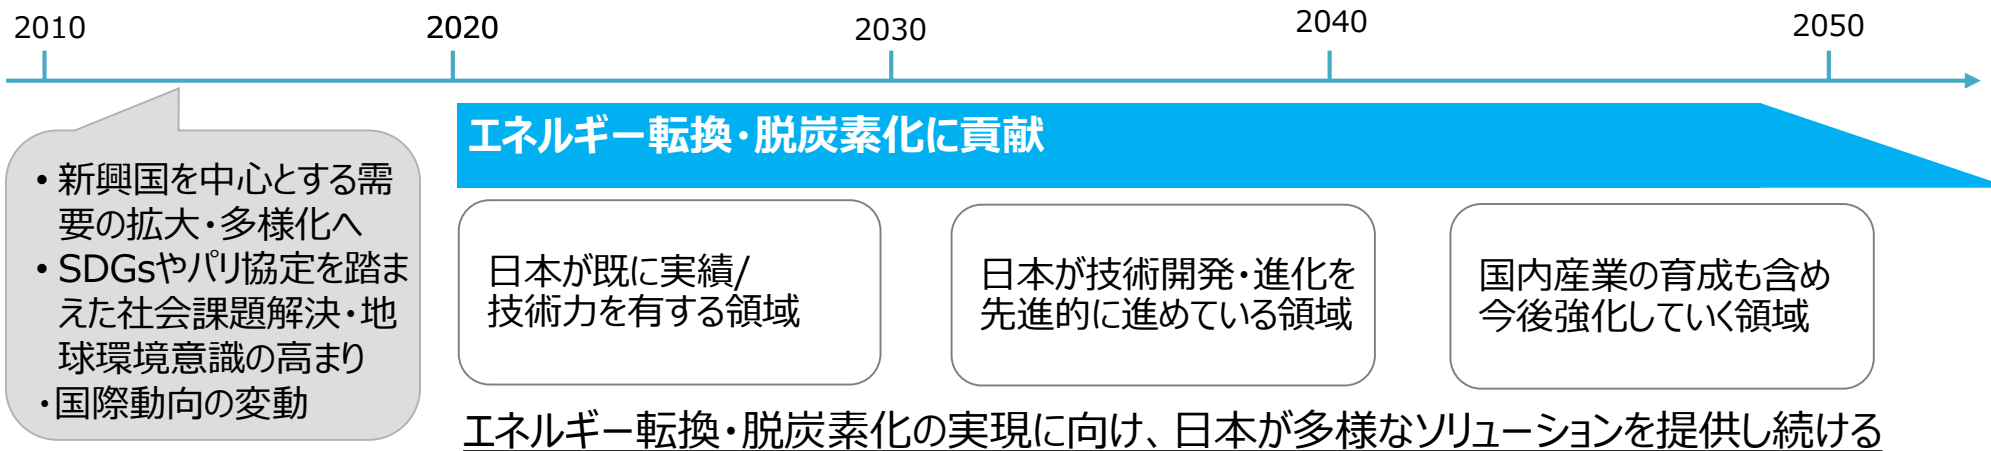 2010
2020
2030
2040
2050
エネルギー転換・脱炭素化に貢献
• 新興国を中心とする需
要の拡大・多様化へ
• SDGsやパリ協定を踏ま
えた社会課題解決・地
球環境意識の高まり
・国際動向の変動
日本が既に実績/
技術力を有する領域
日本が技術開発・進化を
先進的に進めている領域
国内産業の育成も含め
今後強化していく領域
エネルギー転換・脱炭素化の実現に向け、日本が多様なソリューションを提供し続ける